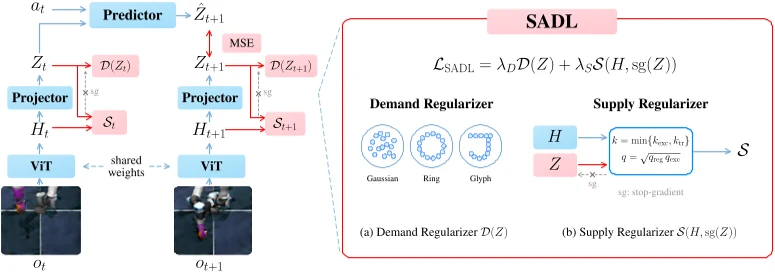 a_t
Predictor
Ẑ_{t+1}
MSE
Z_t
D(Z_t)
Z_{t+1}
D(Z_{t+1})
sg
sg
Projector
Projector
S_t
S_{t+1}
H_t
H_{t+1}
ViT
shared
weights
ViT
o_t
o_{t+1}
SADL
L_SADL = λ_D D(Z) + λ_S S(H, sg(Z))
Demand Regularizer
Gaussian
Ring
Glyph
(a) Demand Regularizer D(Z)
Supply Regularizer
H
Z
k = min{k_exc, k_tr}
q = √q_reg q_exc
S
sg
sg: stop-gradient
(b) Supply Regularizer S(H, sg(Z))